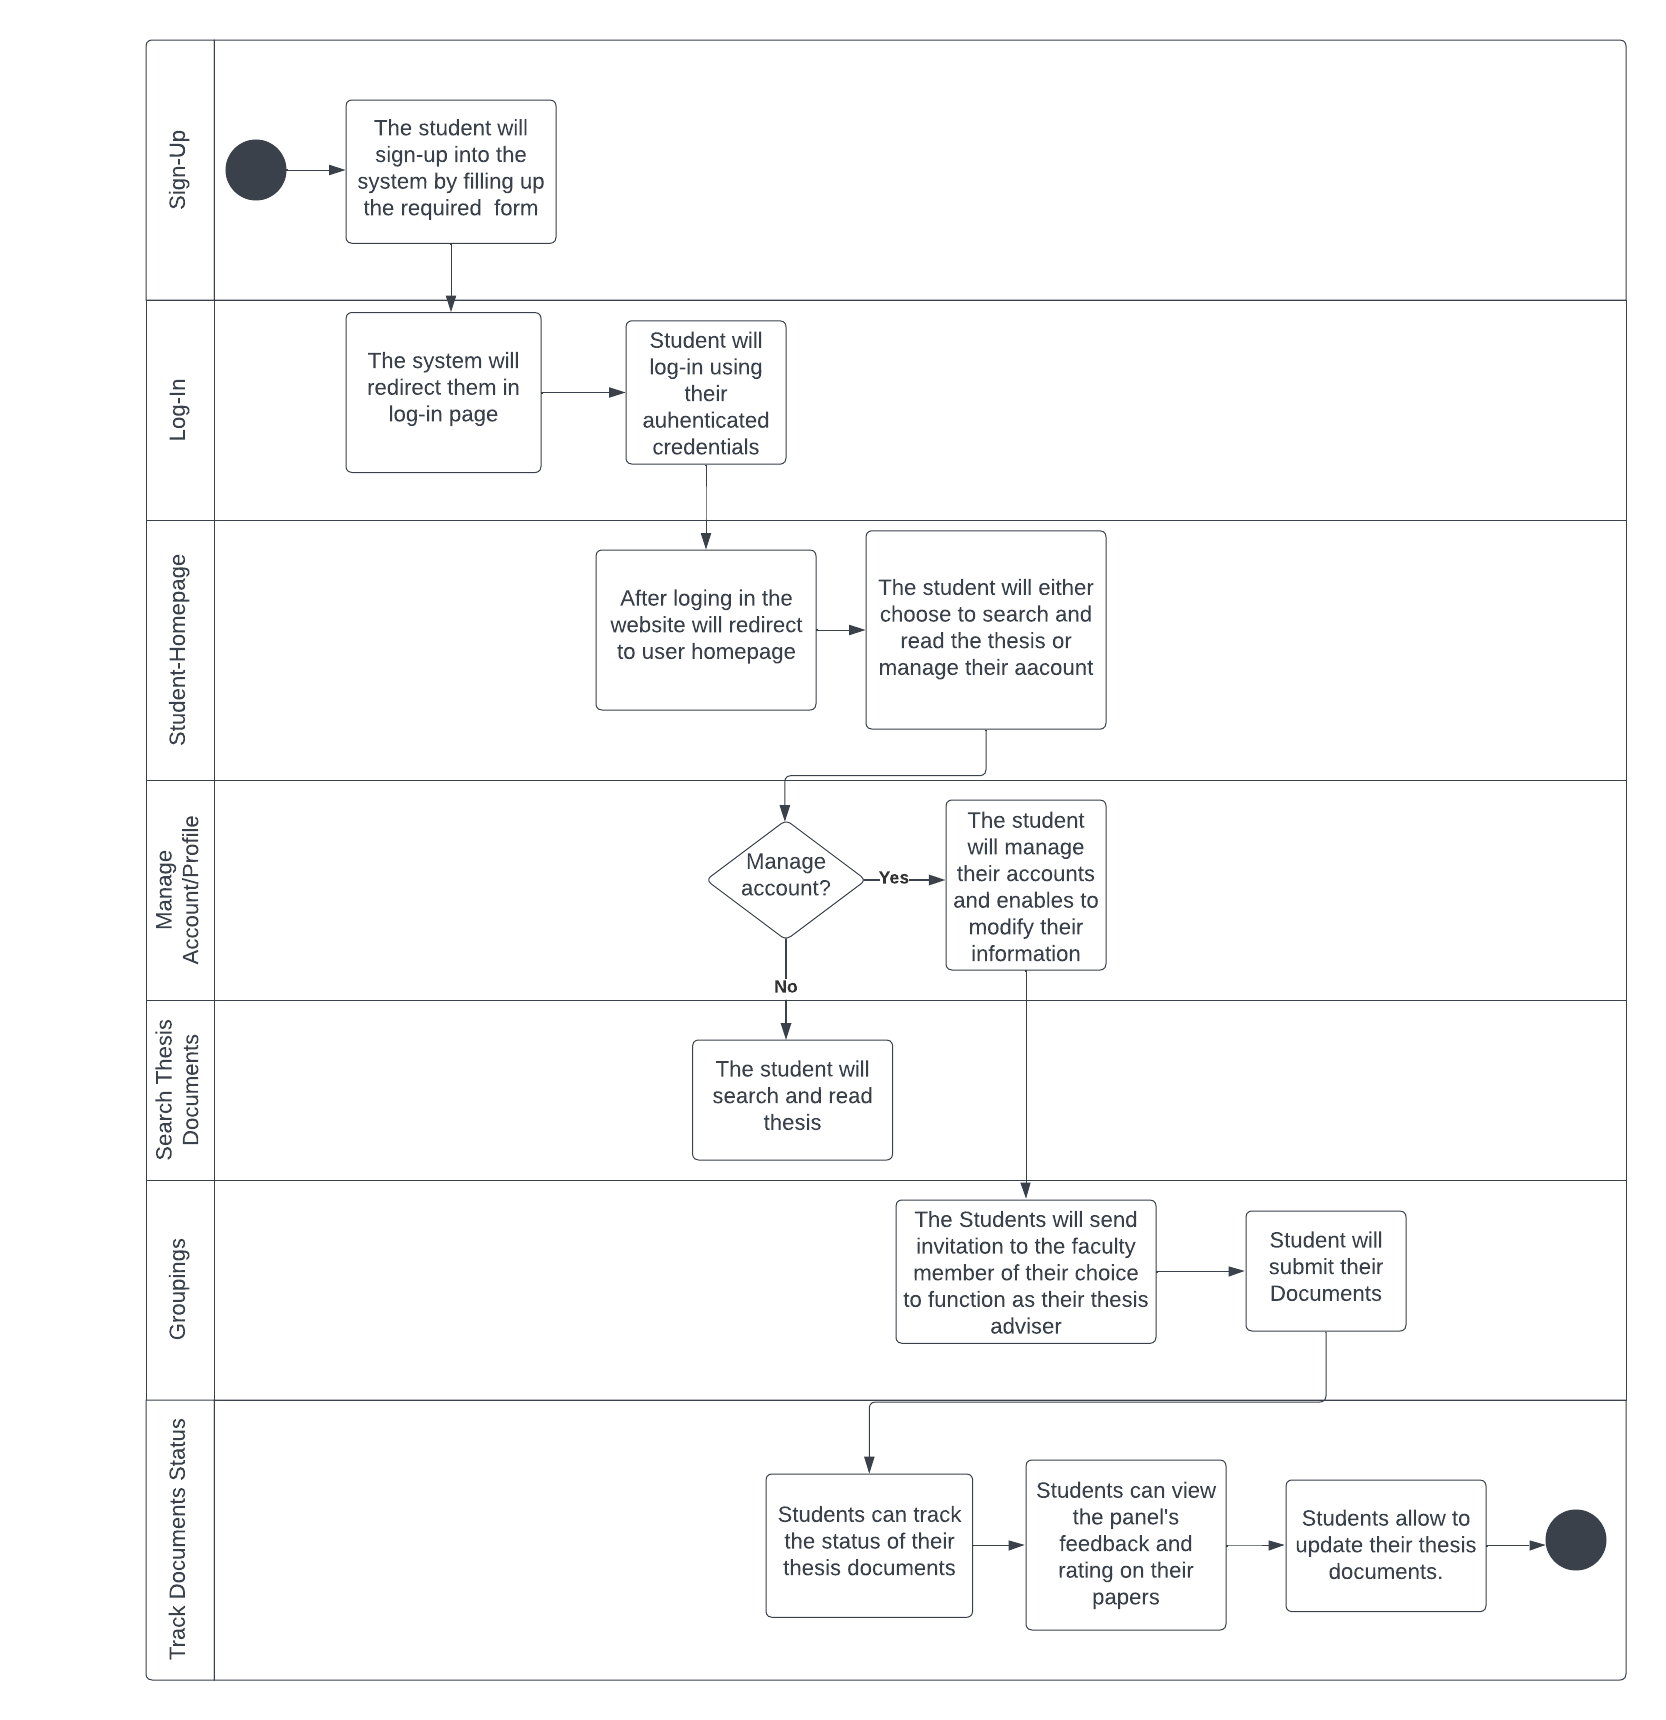 Sign-Up
The student will
sign-up into the
system by filling up
the required  form
Log-In
The system will
redirect them in
log-in page
Student will
log-in using
their
auhenticated
credentials
Student-Homepage
After loging in the
website will redirect
to user homepage
The student will either
choose to search and
read the thesis or
manage their aacount
Manage
Account/Profile
Manage
account?
Yes
The student
will manage
their accounts
and enables to
modify their
information
No
Search Thesis
Documents
The student will
search and read
thesis
Groupings
The Students will send
invitation to the faculty
member of their choice
to function as their thesis
adviser
Student will
submit their
Documents
Track Documents Status
Students can track
the status of their
thesis documents
Students can view
the panel's
feedback and
rating on their
papers
Students allow to
update their thesis
documents.